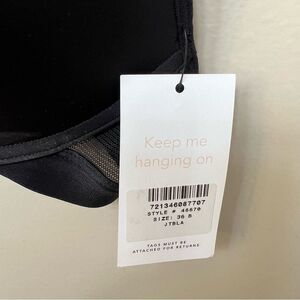 Keep me
hanging on
721346087707
STYLE # 46670
SIZE: 36 B
JTBLA
TAGS MUST BE
ATTACHED FOR RETURNS